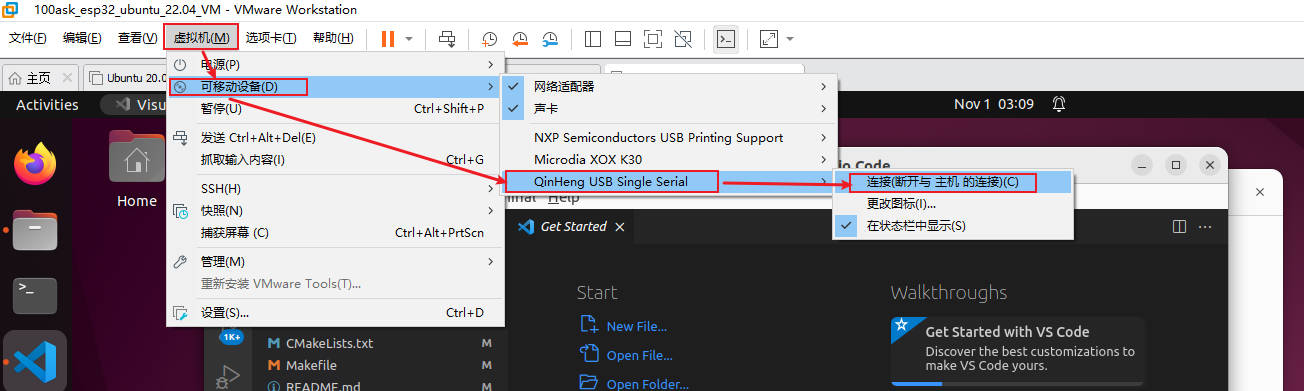 100ask_esp32_ubuntu_22.04_VM - VMware Workstation
文件(F) 编辑(E) 查看(V) 虚拟机(M) 选项卡(T) 帮助(H)
主页 Ubuntu 20.0
Activities Visu Nov 1 03:09
电源(P)
可移动设备(D)
暂停(U) Ctrl+Shift+P
发送 Ctrl+Alt+Del(E)
抓取输入内容(I) Ctrl+G
SSH(H)
快照(N)
捕获屏幕 (C) Ctrl+Alt+PrtScn
管理(M)
重新安装 VMware Tools(T)...
设置(S)... Ctrl+D
网络适配器
声卡
NXP Semiconductors USB Printing Support
Microdia XOX K30
QinHeng USB Single Serial
连接(断开与 主机 的连接)(C)
更改图标(I)...
在状态栏中显示(S)
Home
io Code
inal Help
Get Started
Start
New File...
Open File...
Open Folder...
Walkthroughs
Get Started with VS Code
Discover the best customizations to
make VS Code yours.
1K+
CMakeLists.txt M
Makefile M
README.md M